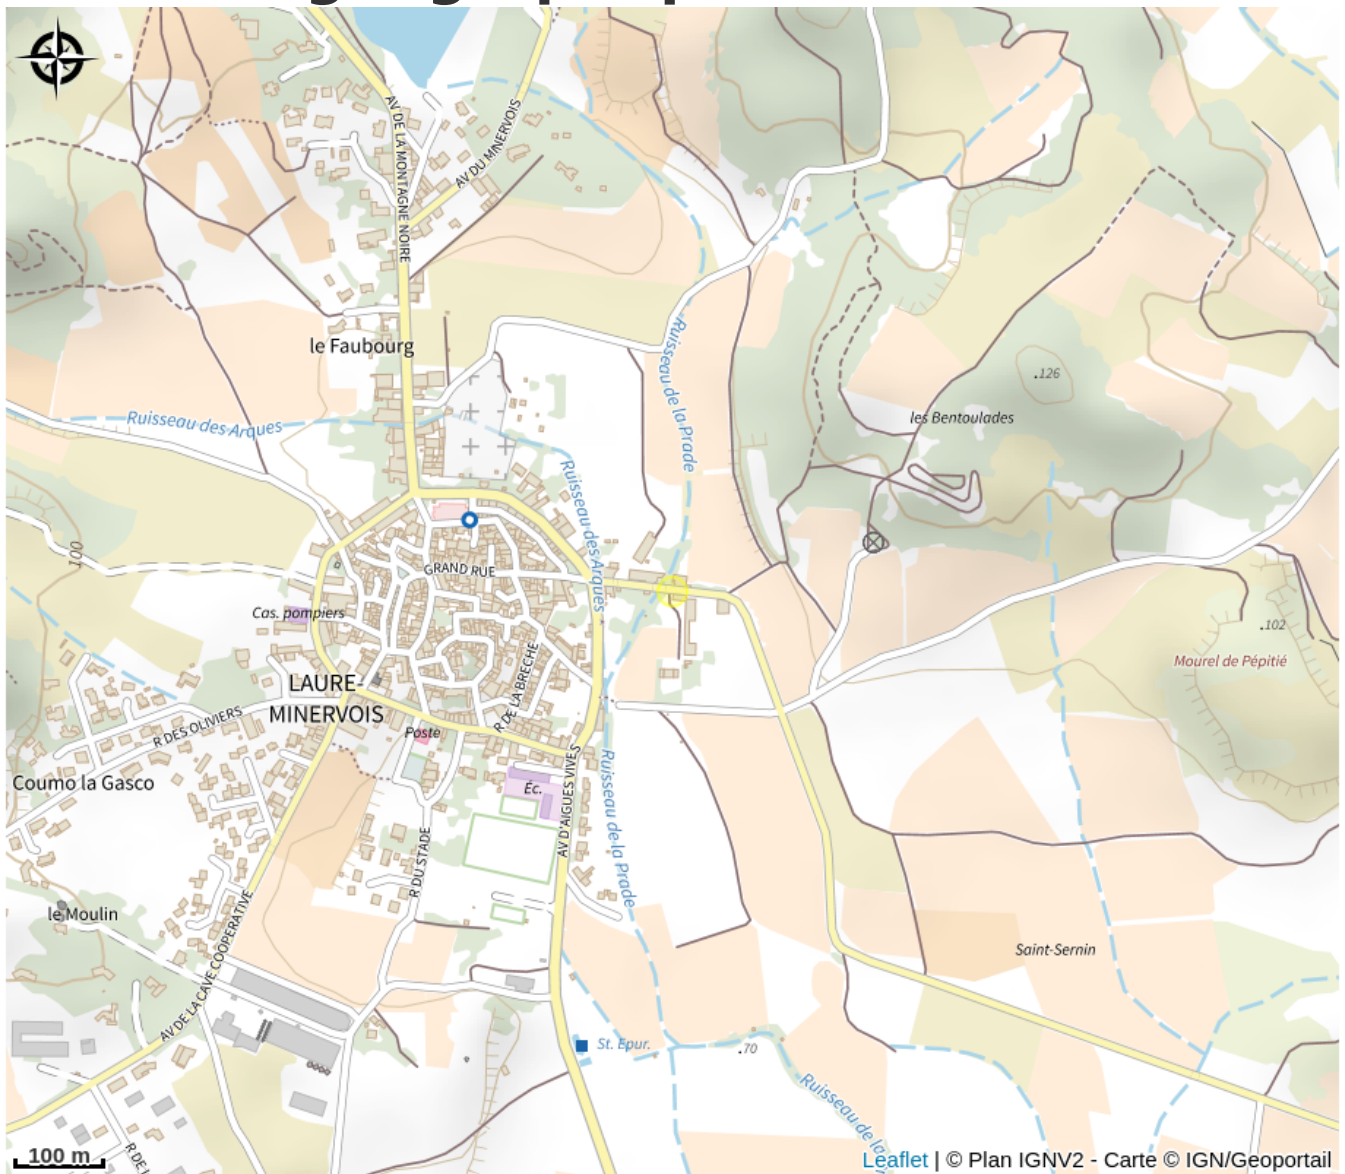 AV DE LA MONTAGNE NOIRE
AV DU MINERVOIS
le Faubourg
Ruisseau de la Prade
.126
les Bentoulades
Ruisseau des Arques
Ruisseau des Arques
100
GRAND RUE
Cas. pompiers
.102
Mourel de Pépitié
LAURE-
MINERVOIS
R DE LA BRECHE
R DES OLIVIERS
Poste
Coumo la Gasco
Éc.
AV D'AIGUES VIVES
Ruisseau de la Prade
R DU STADE
le Moulin
AV DE LA CAVE COOPERATIVE
Saint-Sernin
St. Epur.
.70
Ruisseau de la
R DE
100 m
Leaflet | © Plan IGNV2 - Carte © IGN/Geoportail